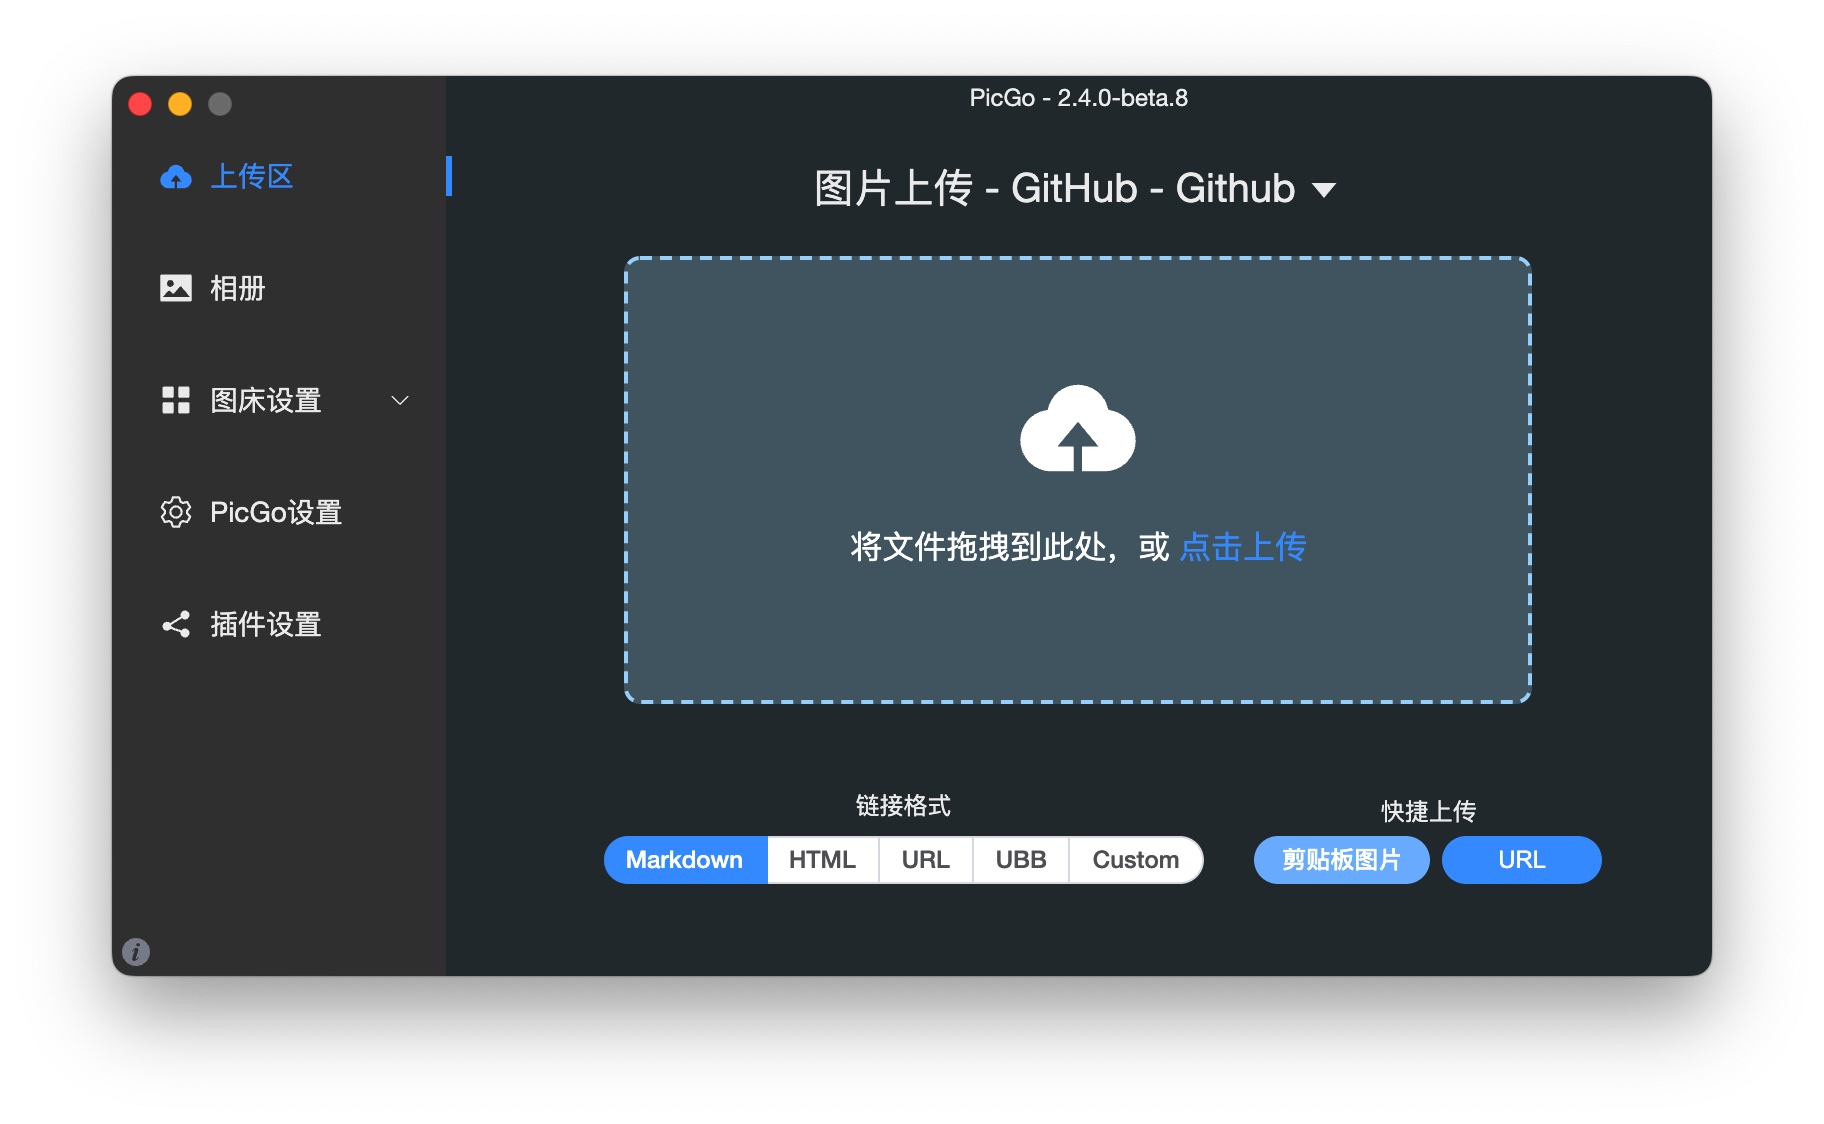 PicGo - 2.4.0-beta.8
上传区
相册
图床设置
PicGo设置
插件设置
图片上传 - GitHub - Github
将文件拖拽到此处，或 点击上传
链接格式
Markdown HTML URL UBB Custom
快捷上传
剪贴板图片 URL
i